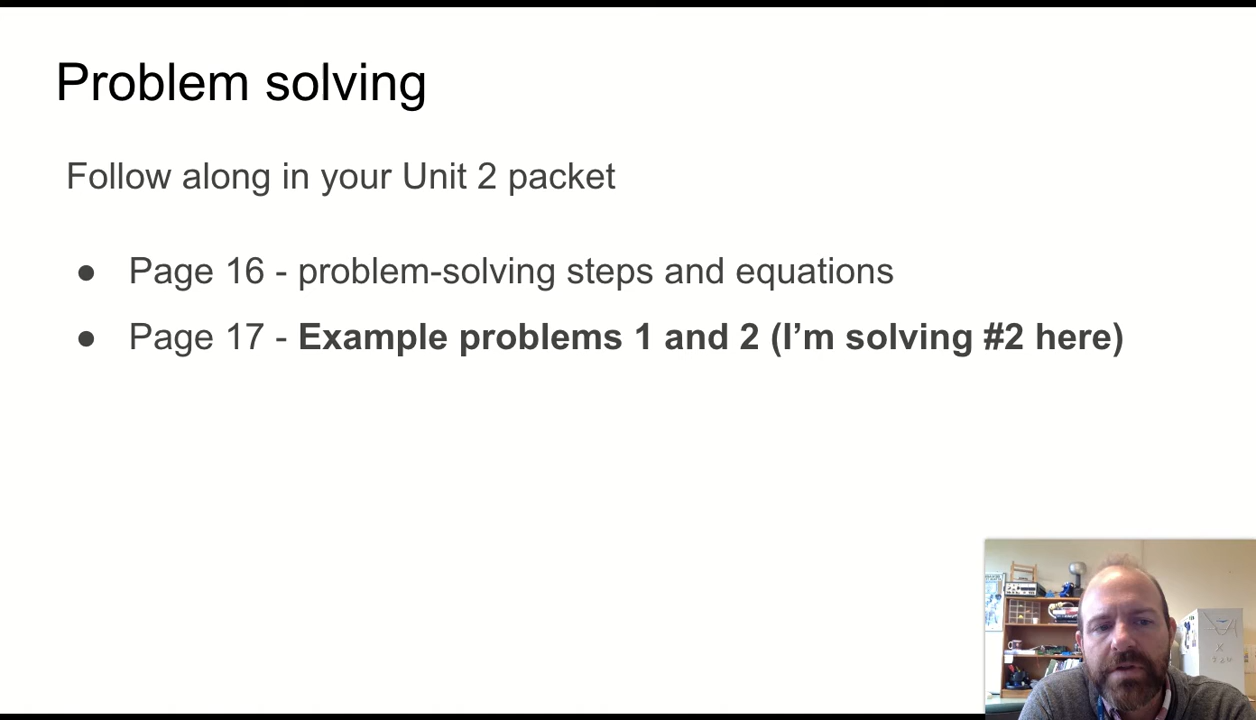 Problem solving
Follow along in your Unit 2 packet
● Page 16 - problem-solving steps and equations
● Page 17 - Example problems 1 and 2 (I’m solving #2 here)